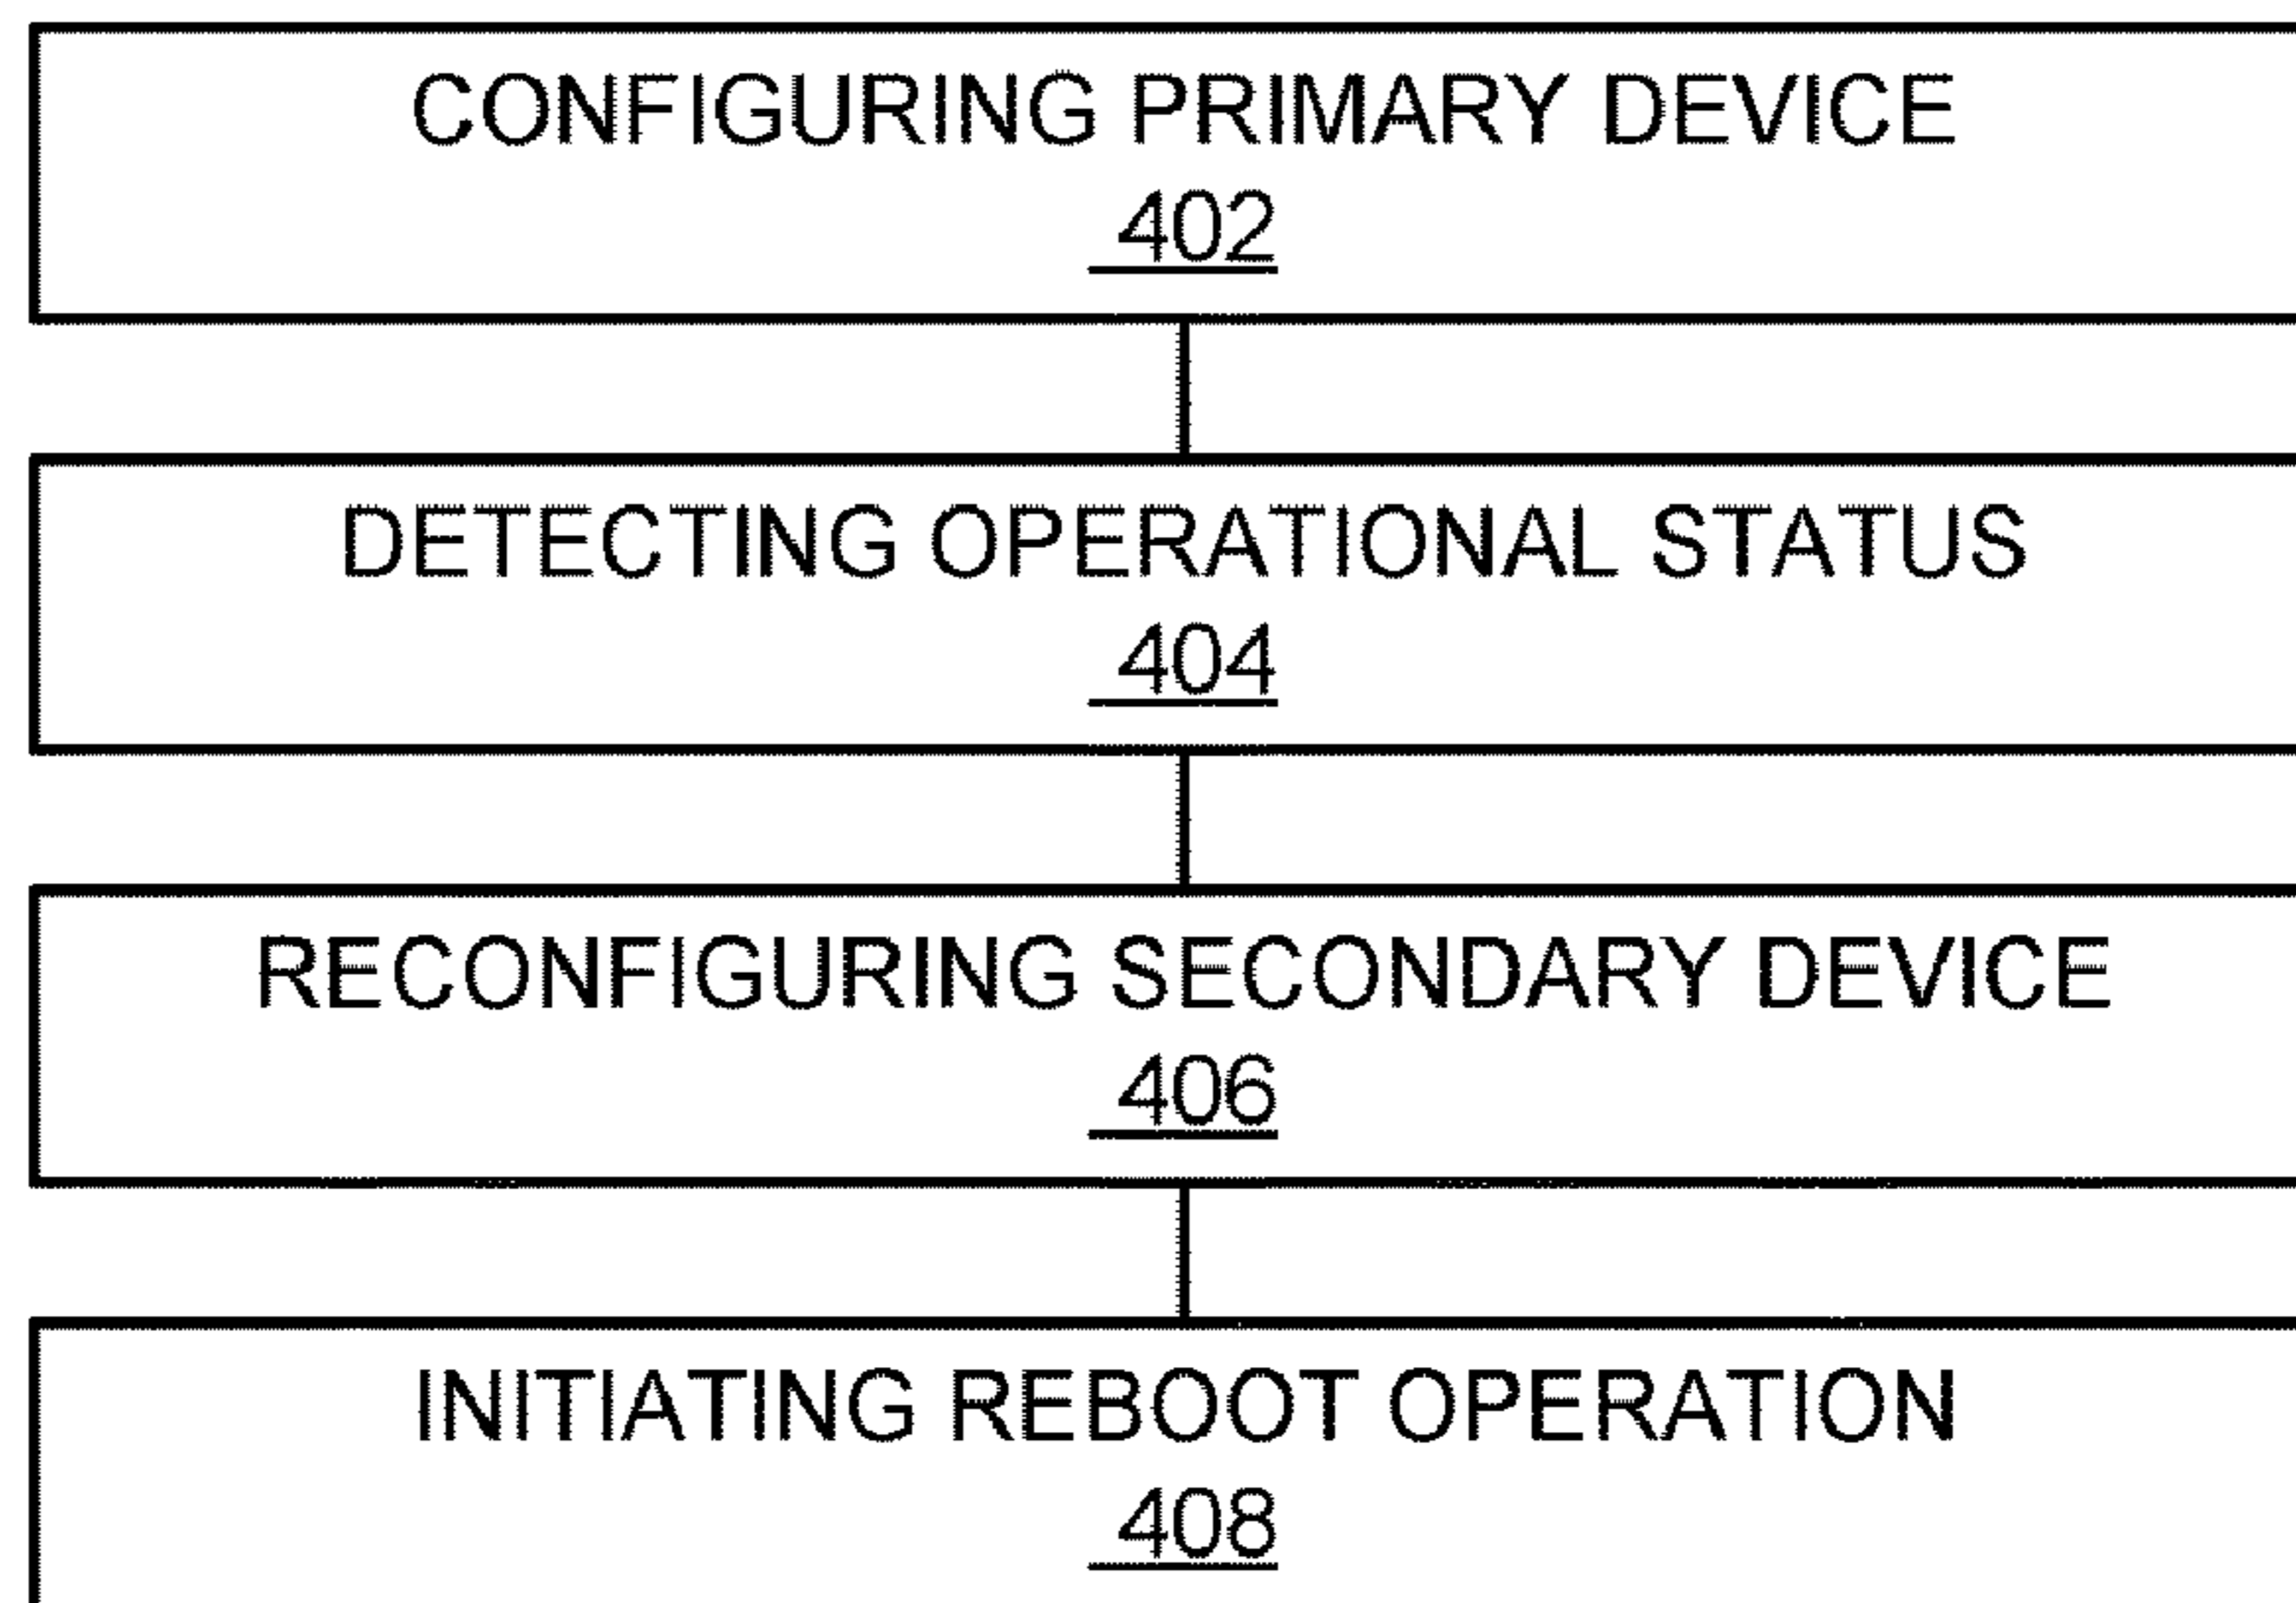 CONFIGURING PRIMARY DEVICE
402
DETECTING OPERATIONAL STATUS
404
RECONFIGURING SECONDARY DEVICE
406
INITIATING REBOOT OPERATION
408